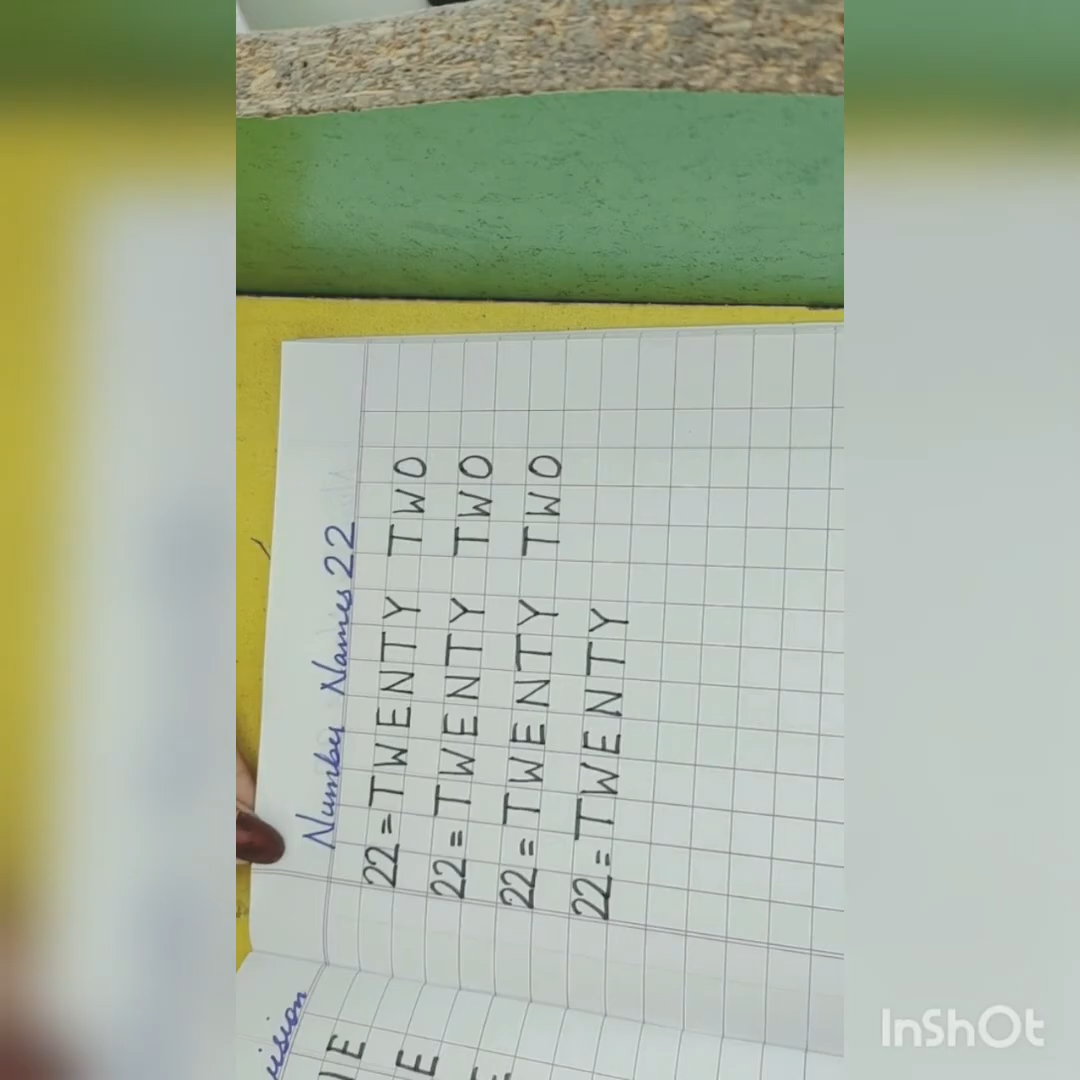 Number Names 22
22 = TWENTY TWO
22 = TWENTY TWO
22 = TWENTY TWO
22 = TWENTY
E
E
InShOt